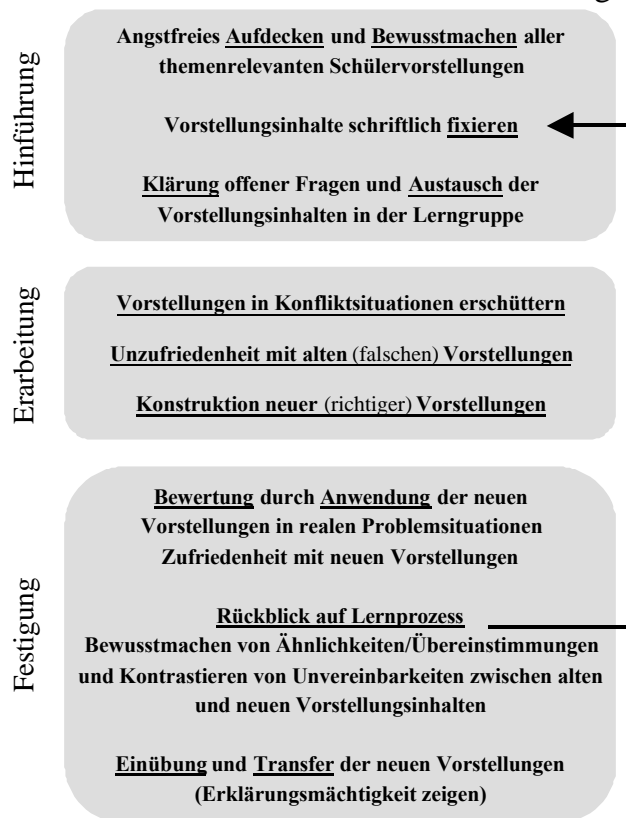 Hinführung
Angstfreies Aufdecken und Bewusstmachen aller
themenrelevanten Schülervorstellungen
Vorstellungsinhalte schriftlich fixieren
Klärung offener Fragen und Austausch der
Vorstellungsinhalten in der Lerngruppe
Erarbeitung
Vorstellungen in Konfliktsituationen erschüttern
Unzufriedenheit mit alten (falschen) Vorstellungen
Konstruktion neuer (richtiger) Vorstellungen
Festigung
Bewertung durch Anwendung der neuen
Vorstellungen in realen Problemsituationen
Zufriedenheit mit neuen Vorstellungen
Rückblick auf Lernprozess
Bewusstmachen von Ähnlichkeiten/Übereinstimmungen
und Kontrastieren von Unvereinbarkeiten zwischen alten
und neuen Vorstellungsinhalten
Einübung und Transfer der neuen Vorstellungen
(Erklärungsmächtigkeit zeigen)